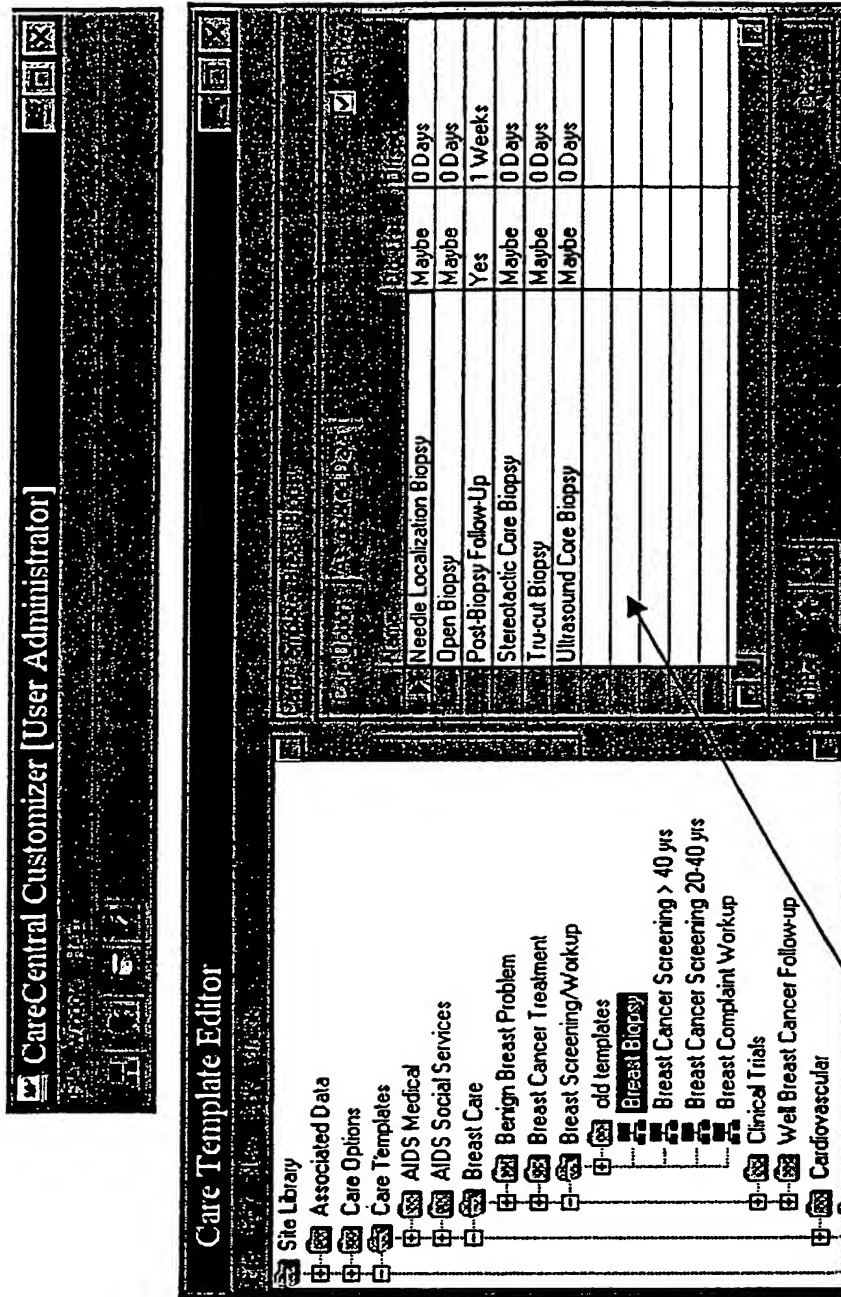 CareCentral Customizer [User Administrator]
Care Template Editor
Site Library
Associated Data
Care Options
Care Templates
AIDS Medical
AIDS Social Services
Breast Care
Benign Breast Problem
Breast Cancer Treatment
Breast Screening/Workup
old templates
Breast Biopsy
Breast Cancer Screening > 40 yrs
Breast Cancer Screening 20-40 yrs
Breast Complaint Workup
Clinical Trials
Well Breast Cancer Follow-up
Cardiovascular
Name
Needle Localization Biopsy Maybe 0 Days
Open Biopsy Maybe 0 Days
Post-Biopsy Follow-Up Yes 1 Weeks
Stereotactic Core Biopsy Maybe 0 Days
Tru-cut Biopsy Maybe 0 Days
Ultrasound Core Biopsy Maybe 0 Days